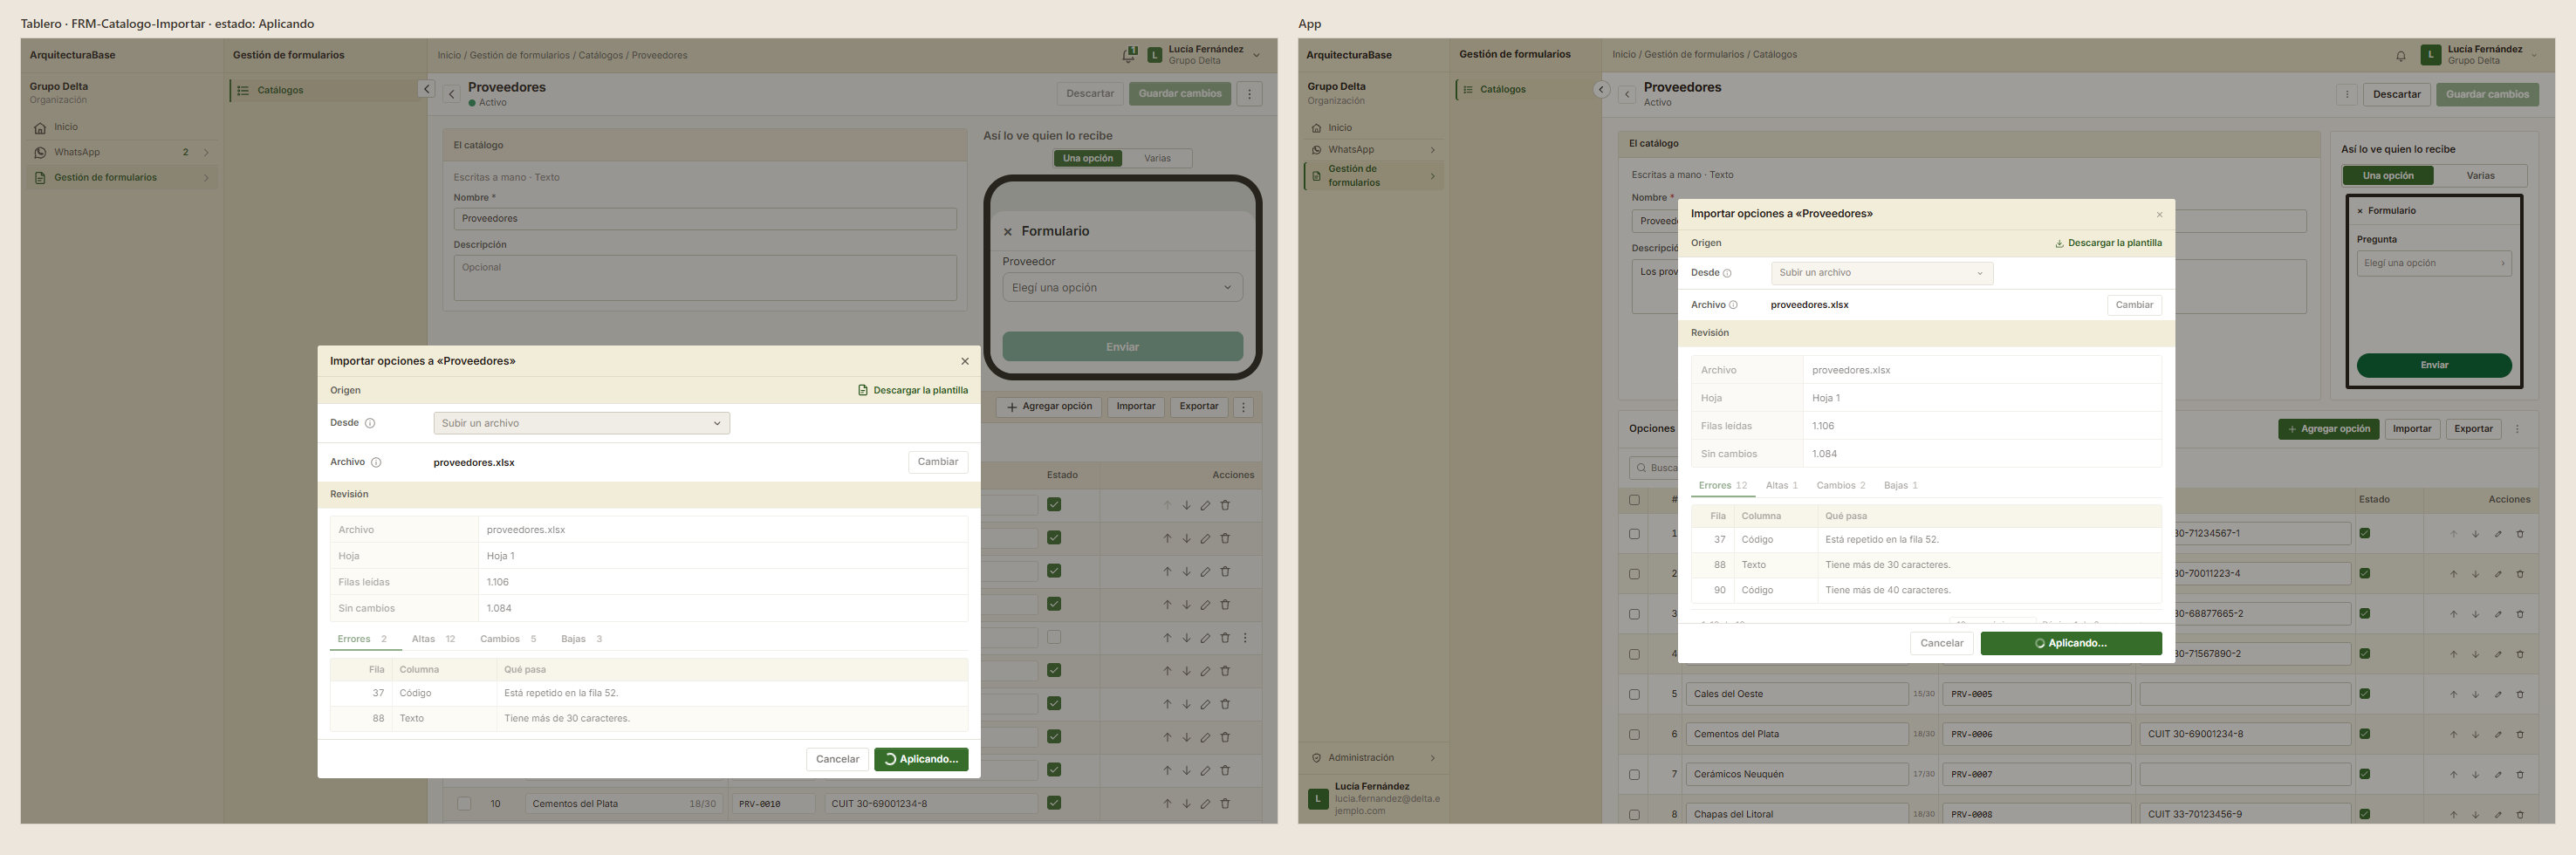 Tablero · FRM-Catalogo-Importar · estado: Aplicando
ArquitecturaBase
Gestión de formularios
Inicio / Gestión de formularios / Catálogos / Proveedores
1
L
Lucía Fernández
Grupo Delta
Grupo Delta
Organización
Catálogos
Inicio
WhatsApp 2
Gestión de formularios
Proveedores
Activo
Descartar
Guardar cambios
El catálogo
Escritas a mano · Texto
Nombre *
Proveedores
Descripción
Opcional
Así lo ve quien lo recibe
Una opción
Varias
× Formulario
Proveedor
Elegí una opción
Enviar
+ Agregar opción
Importar
Exportar
Estado
Acciones
Importar opciones a «Proveedores»
Origen
Descargar la plantilla
Desde
Subir un archivo
Archivo
proveedores.xlsx
Cambiar
Revisión
Archivo proveedores.xlsx
Hoja Hoja 1
Filas leídas 1.106
Sin cambios 1.084
Errores 2 Altas 12 Cambios 5 Bajas 3
Fila Columna Qué pasa
37 Código Está repetido en la fila 52.
88 Texto Tiene más de 30 caracteres.
Cancelar
Aplicando...
10 Cementos del Plata 18/30 PRV-0010 CUIT 30-69001234-8
App
ArquitecturaBase
Gestión de formularios
Inicio / Gestión de formularios / Catálogos
L
Lucía Fernández
Grupo Delta
Grupo Delta
Organización
Catálogos
Inicio
WhatsApp
Gestión de
formularios
Proveedores
Activo
Descartar
Guardar cambios
El catálogo
Escritas a mano · Texto
Nombre *
Proveed
Descripció
Los prov
Así lo ve quien lo recibe
Una opción
Varias
× Formulario
Pregunta
Elegí una opción
Enviar
Opciones
+ Agregar opción
Importar
Exportar
Busca
#
Estado
Acciones
Importar opciones a «Proveedores»
Origen
Descargar la plantilla
Desde
Subir un archivo
Archivo
proveedores.xlsx
Cambiar
Revisión
Archivo proveedores.xlsx
Hoja Hoja 1
Filas leídas 1.106
Sin cambios 1.084
Errores 12 Altas 1 Cambios 2 Bajas 1
Fila Columna Qué pasa
37 Código Está repetido en la fila 52.
88 Texto Tiene más de 30 caracteres.
90 Código Tiene más de 40 caracteres.
Cancelar
Aplicando...
1 30-71234567-1
2 30-70011223-4
3 30-68877665-2
4 30-71567890-2
5 Cales del Oeste 15/30 PRV-0005
6 Cementos del Plata 18/30 PRV-0006 CUIT 30-69001234-8
7 Cerámicos Neuquén 17/30 PRV-0007
8 Chapas del Litoral 18/30 PRV-0008 CUIT 33-70123456-9
Administración
L
Lucía Fernández
lucia.fernandez@delta.e
jemplo.com